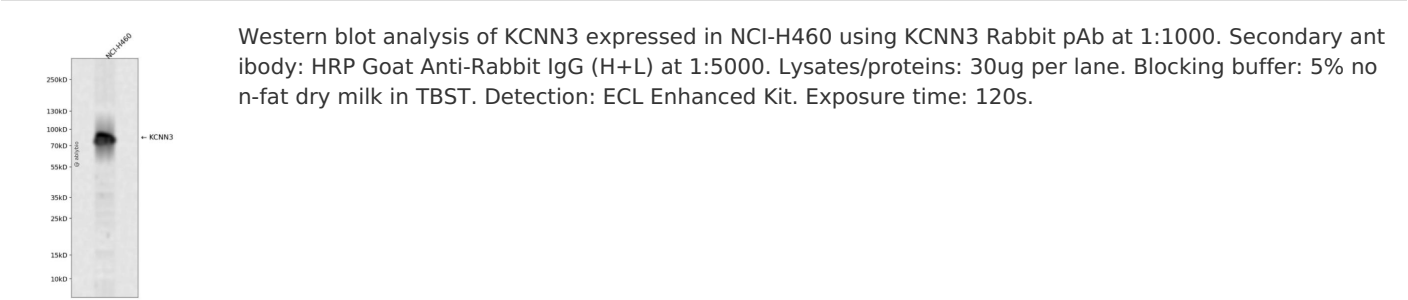 NCI-H460
Western blot analysis of KCNN3 expressed in NCI-H460 using KCNN3 Rabbit pAb at 1:1000. Secondary ant
ibody: HRP Goat Anti-Rabbit IgG (H+L) at 1:5000. Lysates/proteins: 30ug per lane. Blocking buffer: 5% no
n-fat dry milk in TBST. Detection: ECL Enhanced Kit. Exposure time: 120s.
250kD
130kD
100kD
← KCNN3
70kD
55kD
35kD
25kD
15kD
10kD